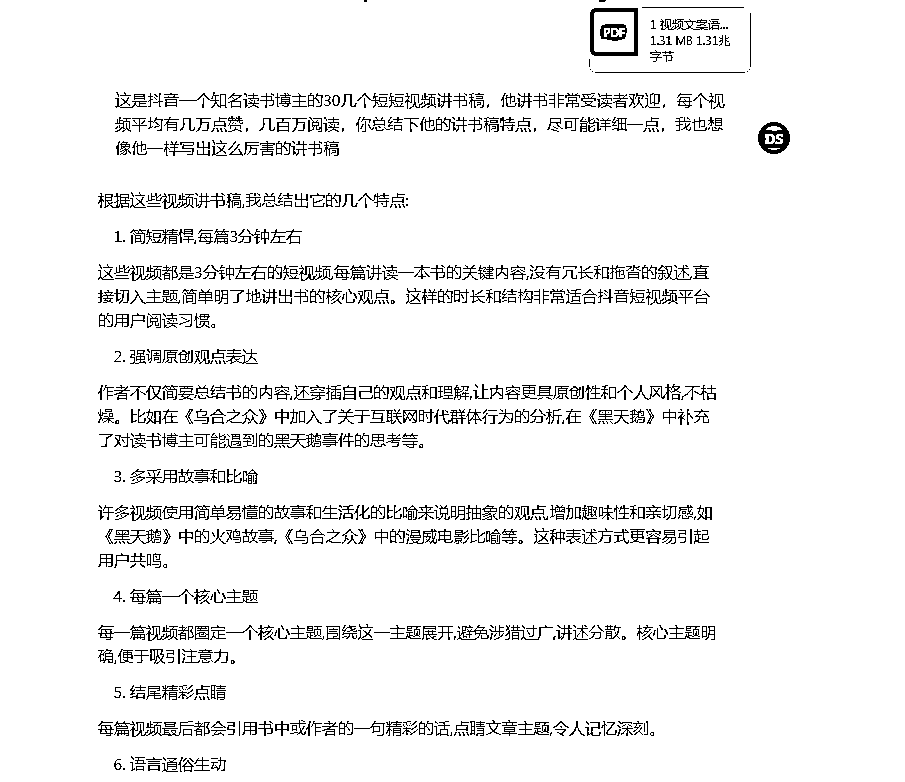 PDF
1 视频文案语...
1.31 MB 1.31兆
字节
这是抖音一个知名读书博主的30几个短短视频讲书稿，他讲书非常受读者欢迎，每个视
频平均有几万点赞，几百万阅读，你总结下他的讲书稿特点，尽可能详细一点，我也想
像他一样写出这么厉害的讲书稿
DS
根据这些视频讲书稿,我总结出它的几个特点:
1. 简短精悍,每篇3分钟左右
这些视频都是3分钟左右的短视频,每篇讲读一本书的关键内容,没有冗长和拖沓的叙述,直
接切入主题,简单明了地讲出书的核心观点。这样的时长和结构非常适合抖音短视频平台
的用户阅读习惯。
2. 强调原创观点表达
作者不仅简要总结书的内容,还穿插自己的观点和理解,让内容更具原创性和个人风格,不枯
燥。比如在《乌合之众》中加入了关于互联网时代群体行为的分析,在《黑天鹅》中补充
了对读书博主可能遇到的黑天鹅事件的思考等。
3. 多采用故事和比喻
许多视频使用简单易懂的故事和生活化的比喻来说明抽象的观点,增加趣味性和亲切感,如
《黑天鹅》中的火鸡故事,《乌合之众》中的漫威电影比喻等。这种表述方式更容易引起
用户共鸣。
4. 每篇一个核心主题
每一篇视频都圈定一个核心主题,围绕这一主题展开,避免涉猎过广,讲述分散。核心主题明
确,便于吸引注意力。
5. 结尾精彩点睛
每篇视频最后都会引用书中或作者的一句精彩的话,点睛文章主题,令人记忆深刻。
6. 语言通俗生动